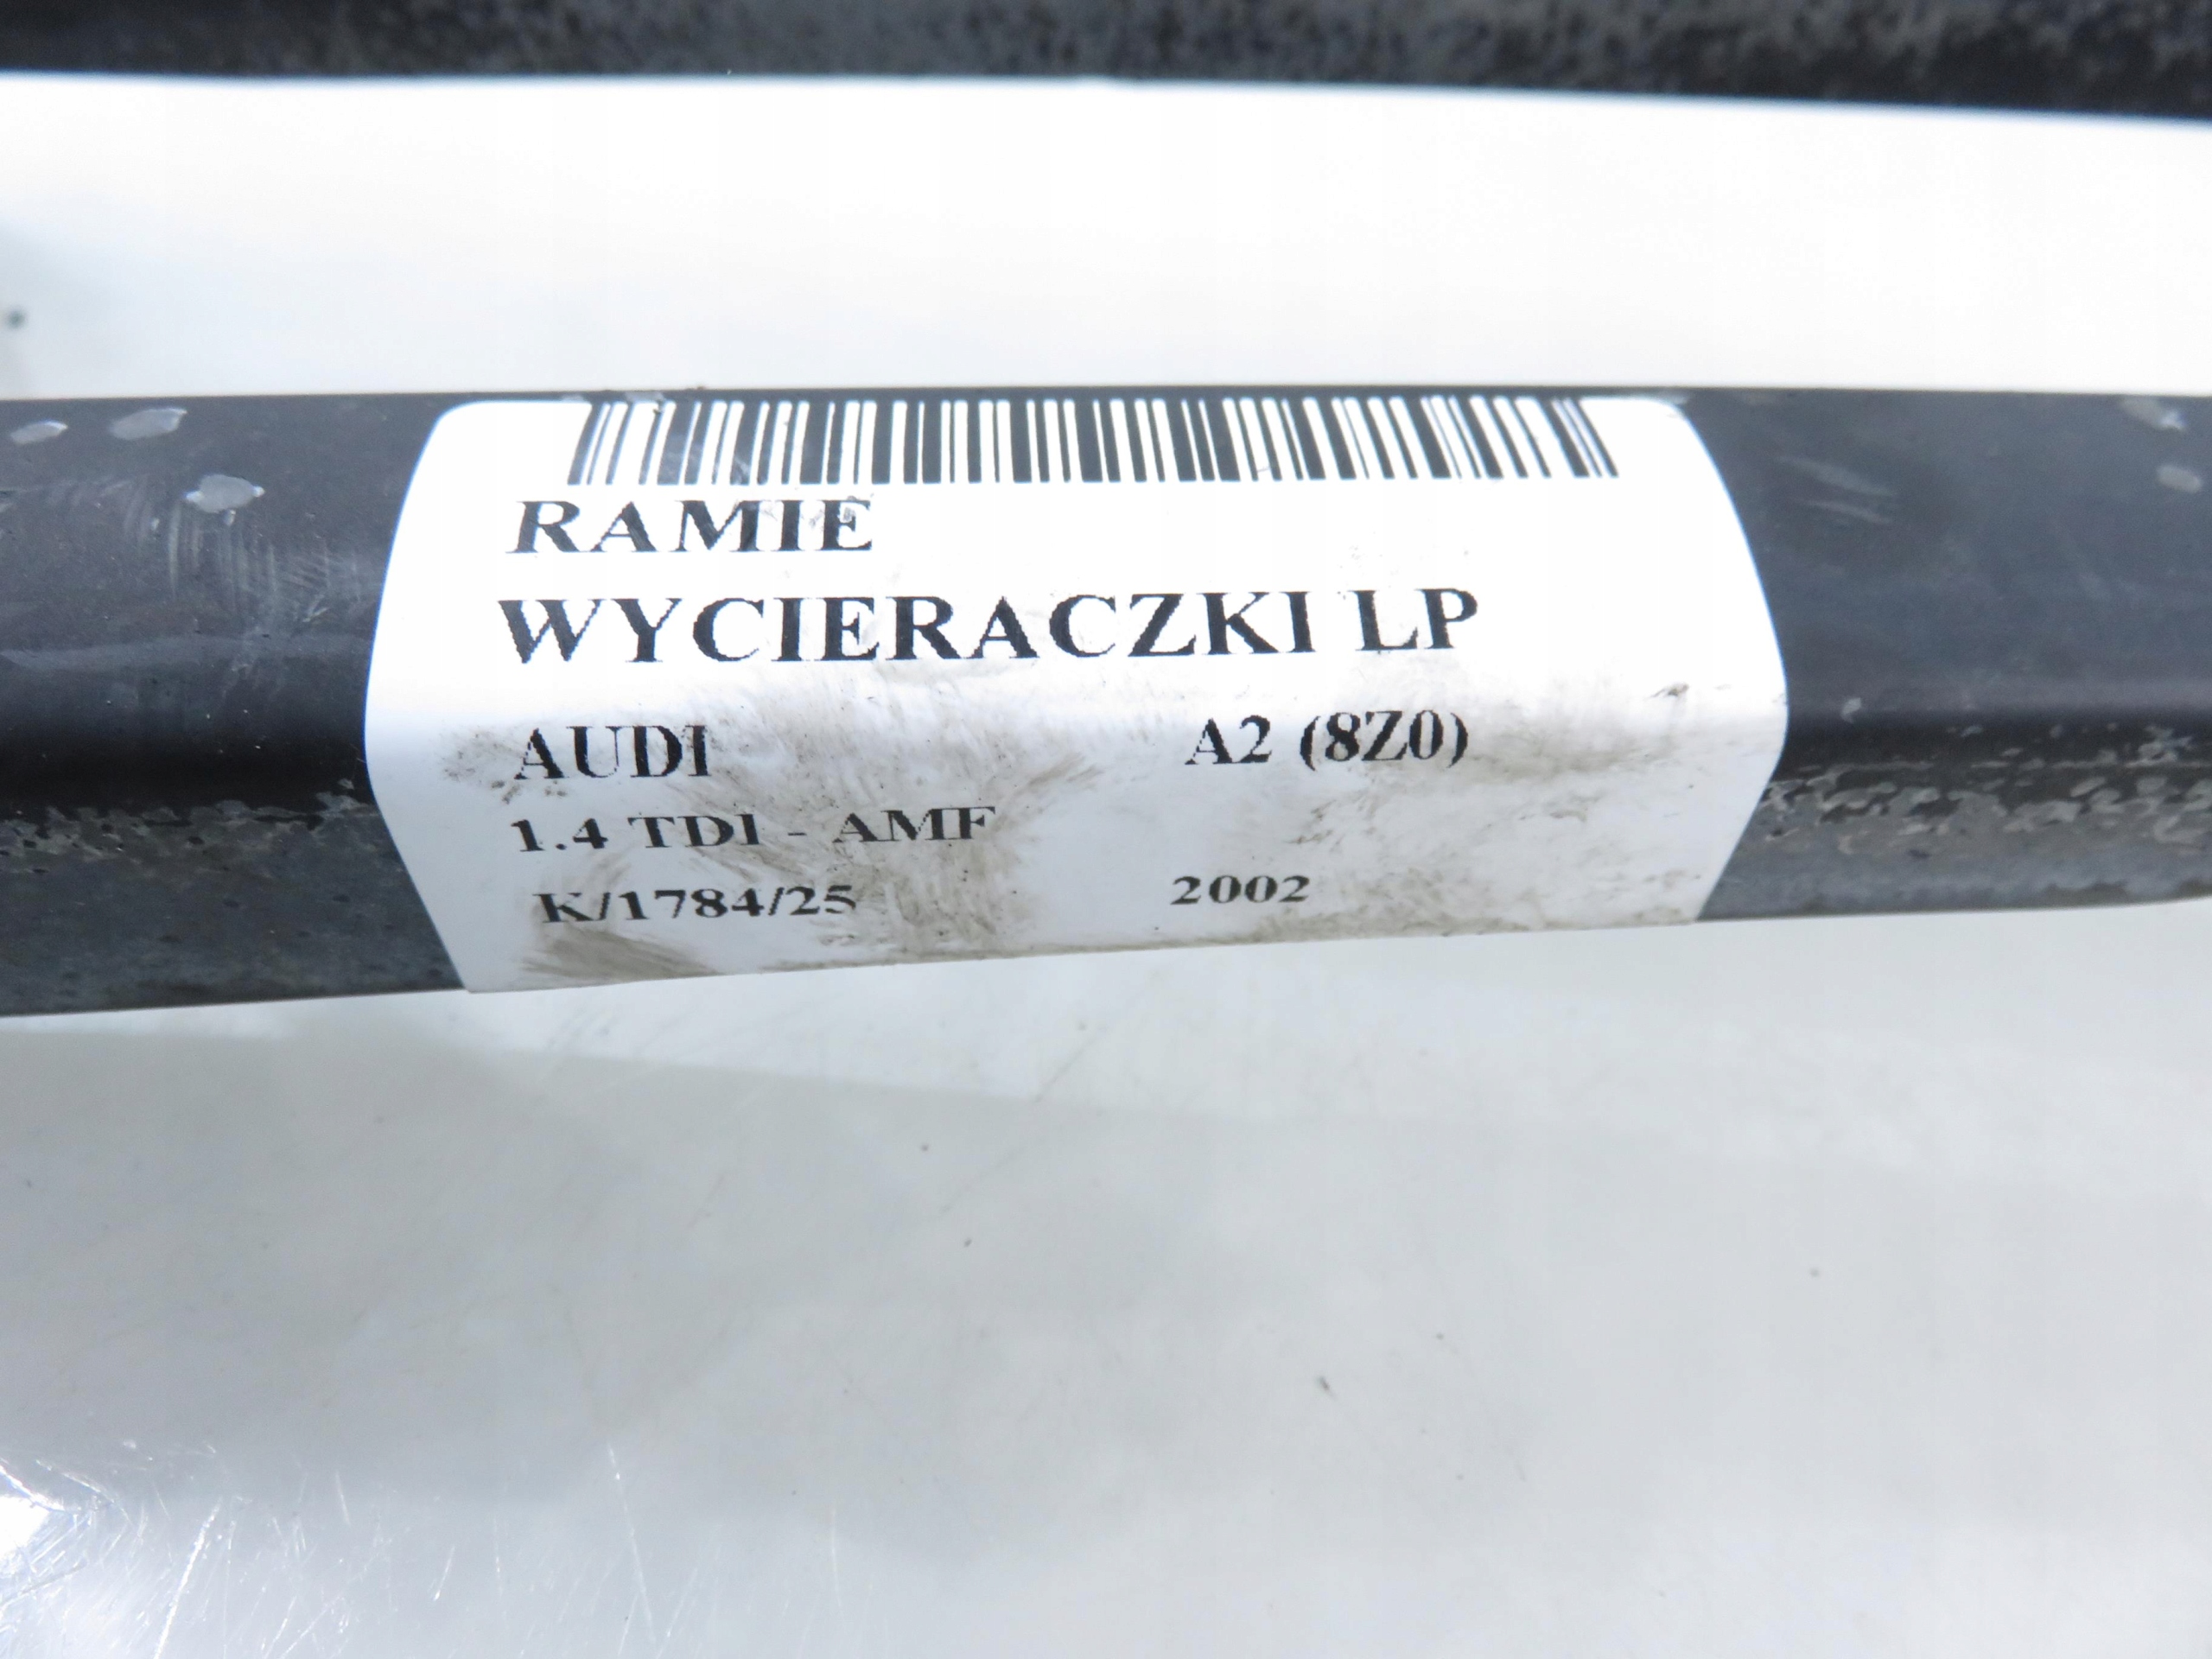 RAMIE
WYCIERACZKI LP
AUDI A2 (8Z0)
1.4 TDI - AMF
K/1784/25 2002